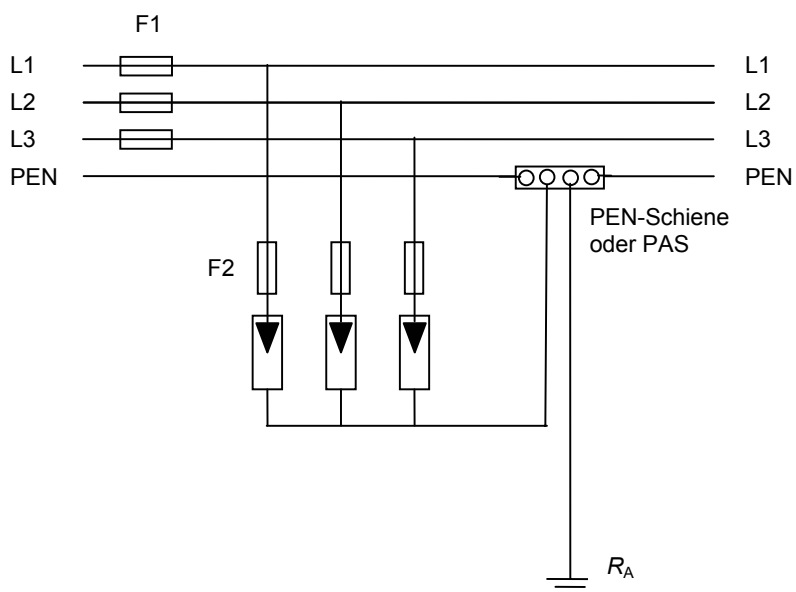 F1
L1 L1
L2 L2
L3 L3
PEN PEN
PEN-Schiene
oder PAS
F2
RA